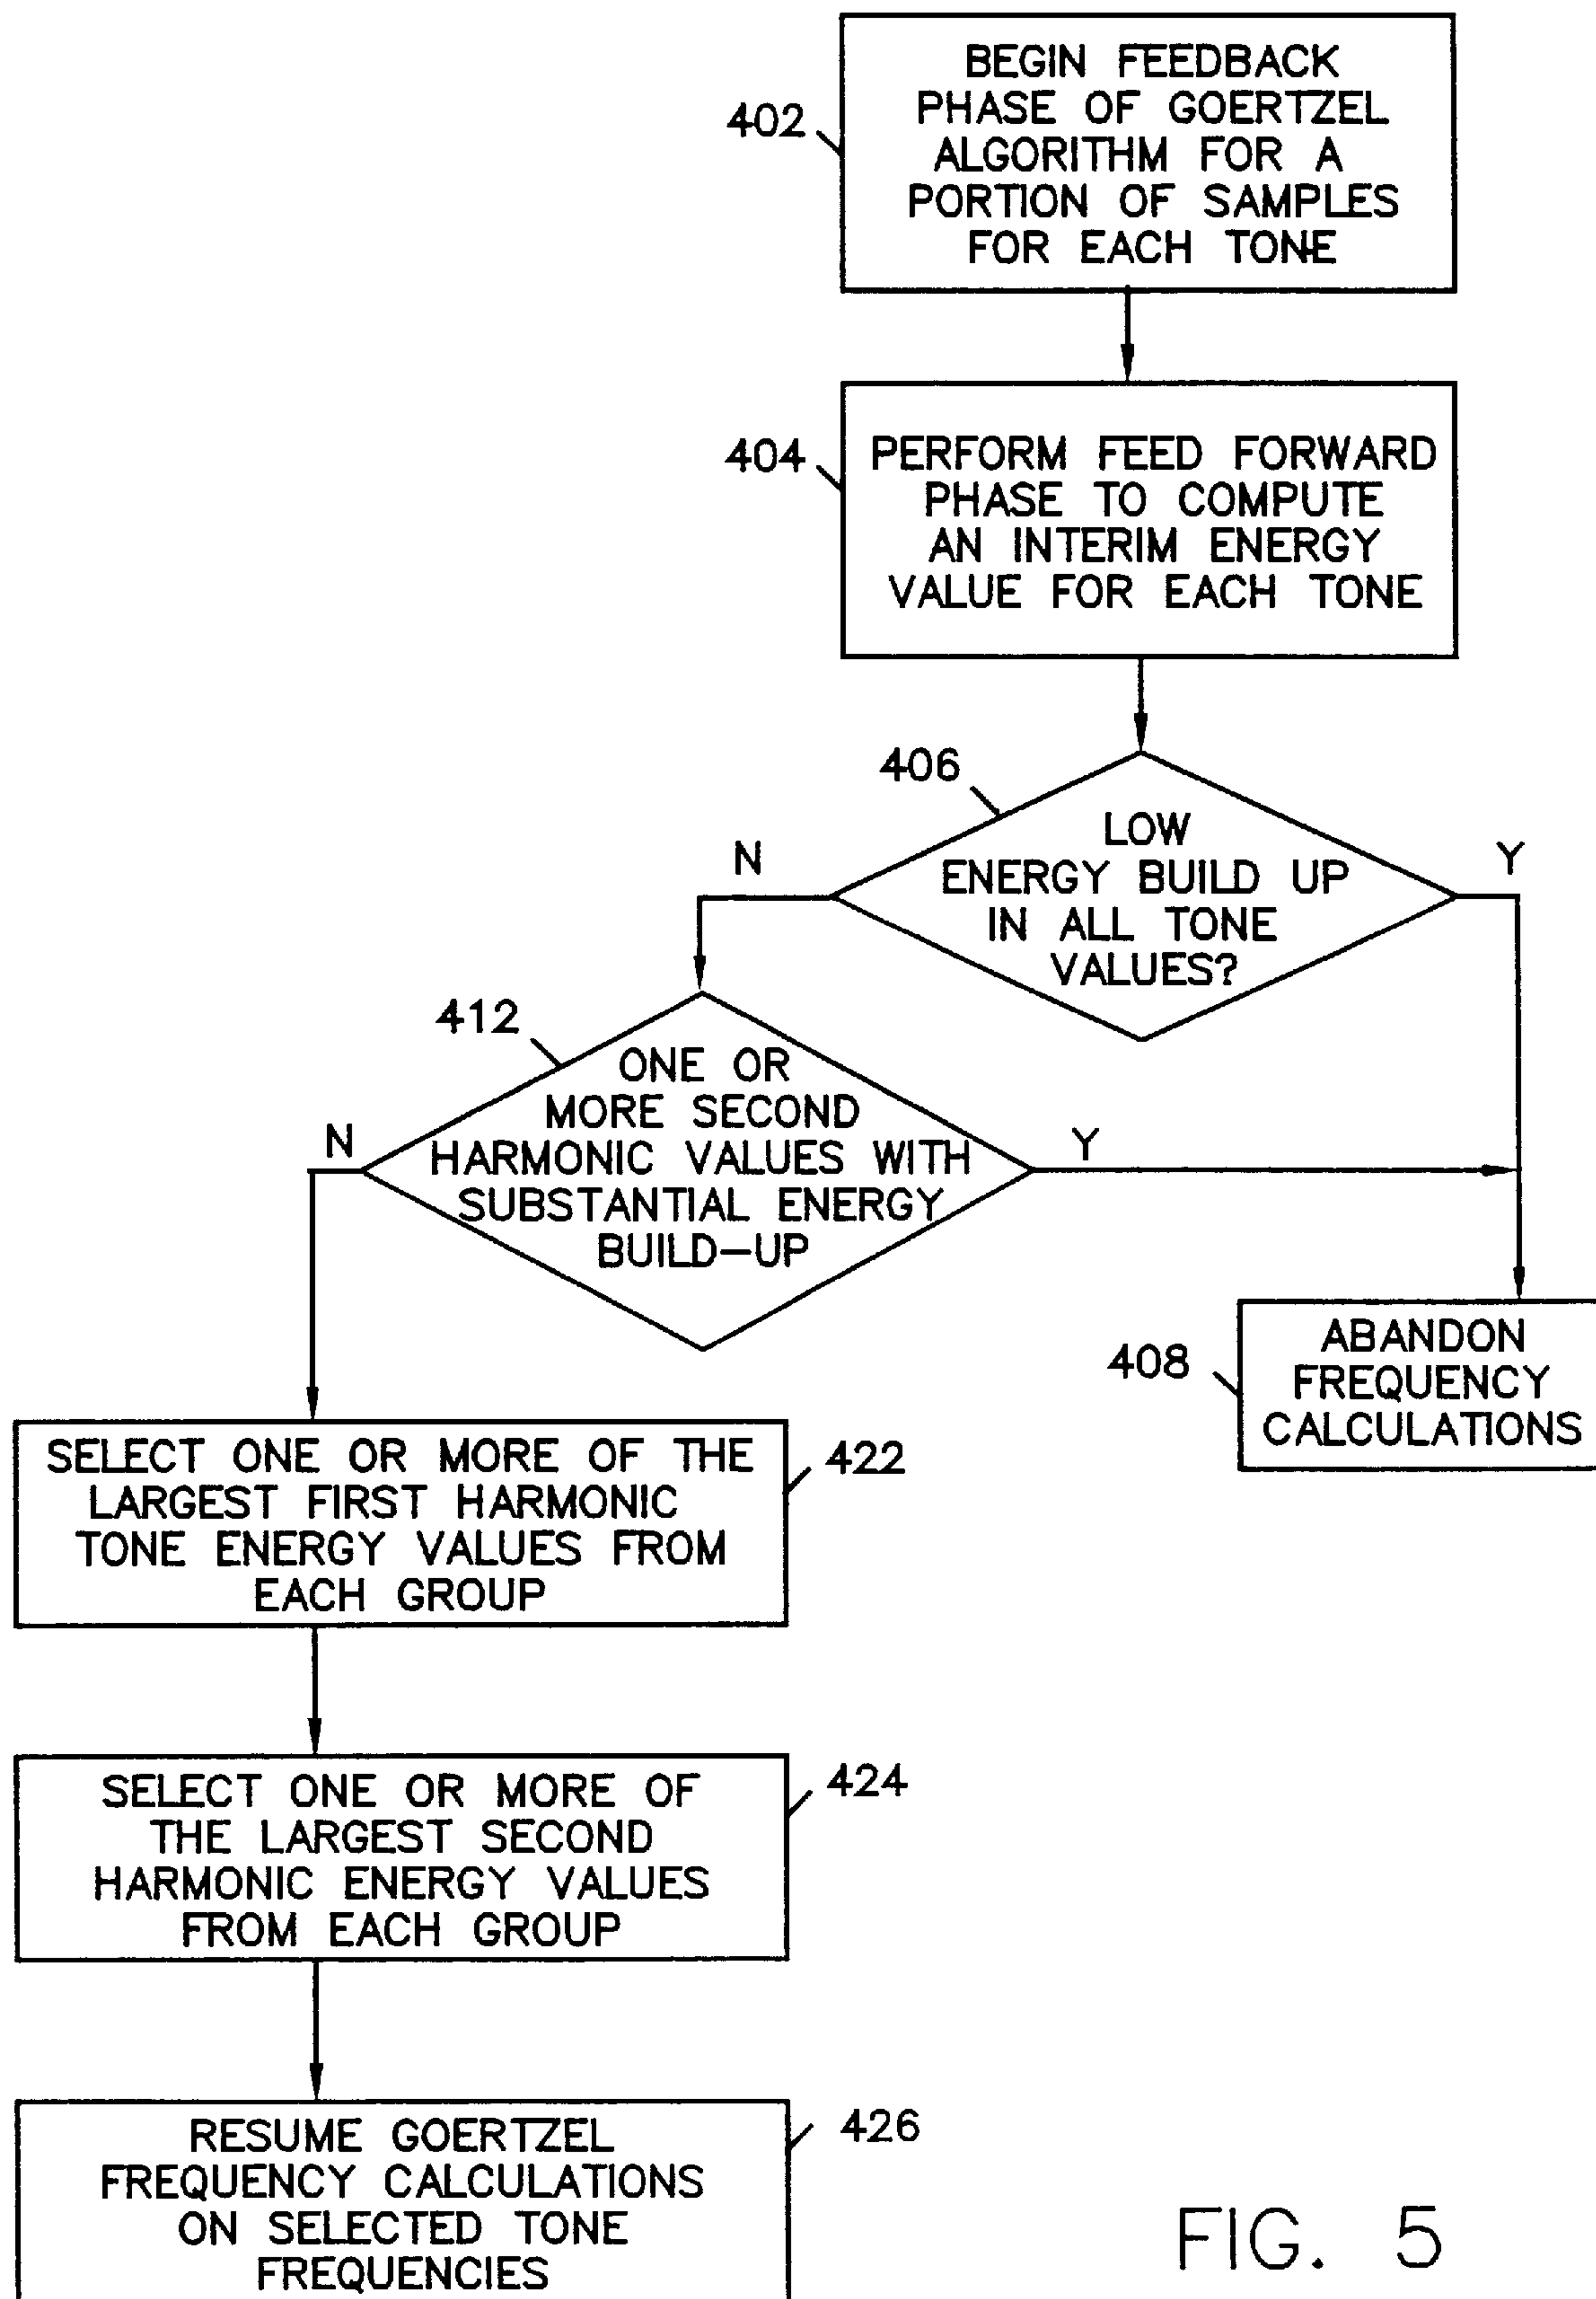 402
BEGIN FEEDBACK
PHASE OF GOERTZEL
ALGORITHM FOR A
PORTION OF SAMPLES
FOR EACH TONE
404
PERFORM FEED FORWARD
PHASE TO COMPUTE
AN INTERIM ENERGY
VALUE FOR EACH TONE
406
LOW
ENERGY BUILD UP
IN ALL TONE
VALUES?
N
Y
412
ONE OR
MORE SECOND
HARMONIC VALUES WITH
SUBSTANTIAL ENERGY
BUILD-UP
N
Y
408
ABANDON
FREQUENCY
CALCULATIONS
SELECT ONE OR MORE OF THE
LARGEST FIRST HARMONIC
TONE ENERGY VALUES FROM
EACH GROUP
422
SELECT ONE OR MORE OF
THE LARGEST SECOND
HARMONIC ENERGY VALUES
FROM EACH GROUP
424
RESUME GOERTZEL
FREQUENCY CALCULATIONS
ON SELECTED TONE
FREQUENCIES
426
FIG. 5